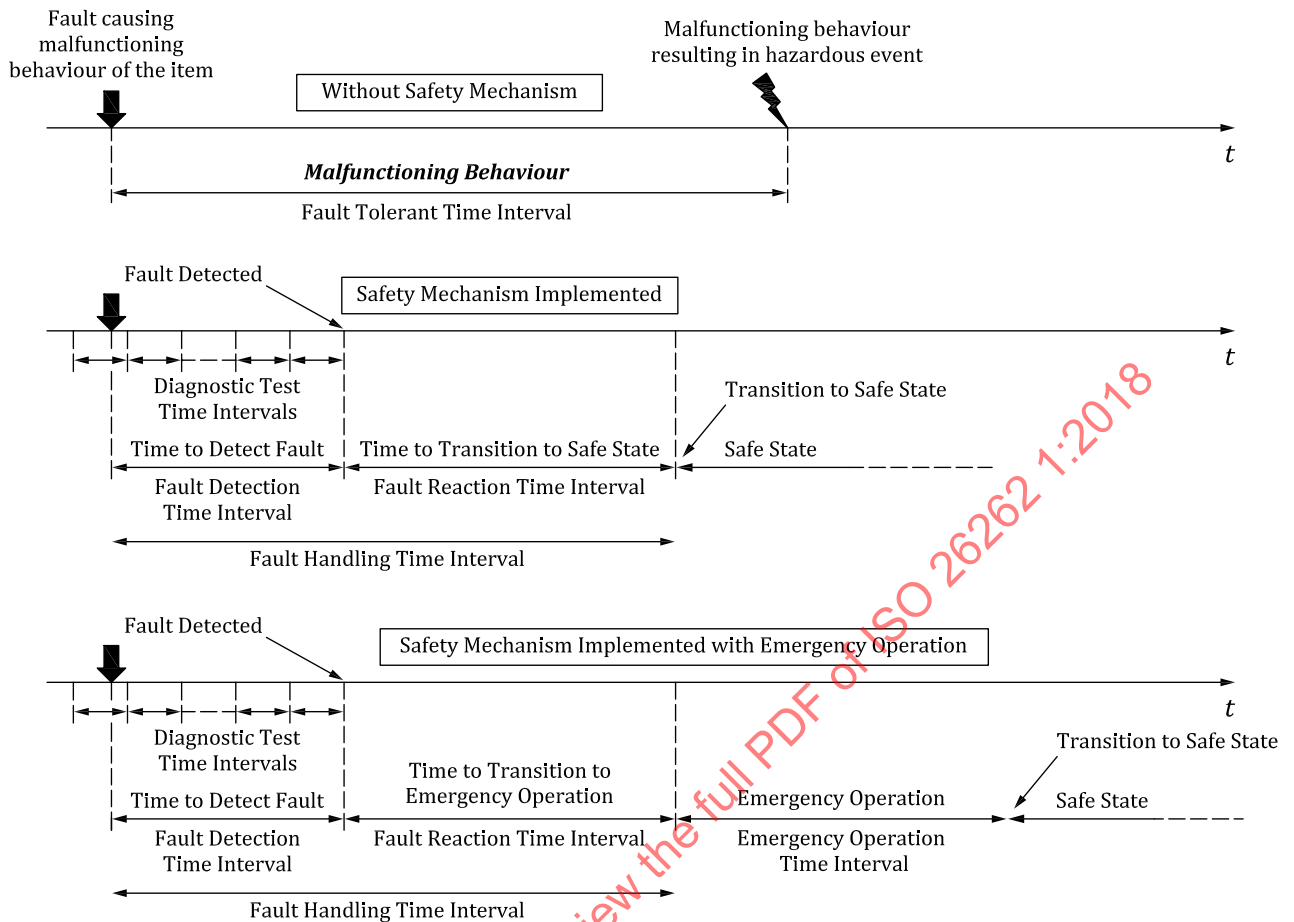 Fault causing
malfunctioning
behaviour of the item
Malfunctioning behaviour
resulting in hazardous event
Without Safety Mechanism
t
Malfunctioning Behaviour
Fault Tolerant Time Interval
Fault Detected
Safety Mechanism Implemented
t
Diagnostic Test
Time Intervals
Transition to Safe State
Time to Detect Fault
Time to Transition to Safe State
Safe State
Fault Detection
Time Interval
Fault Reaction Time Interval
Fault Handling Time Interval
Fault Detected
Safety Mechanism Implemented with Emergency Operation
t
Diagnostic Test
Time Intervals
Transition to Safe State
Time to Transition to
Emergency Operation
Time to Detect Fault
Emergency Operation
Safe State
Fault Detection
Time Interval
Fault Reaction Time Interval
Emergency Operation
Time Interval
Fault Handling Time Interval
view the full PDF of ISO 26262 1:2018